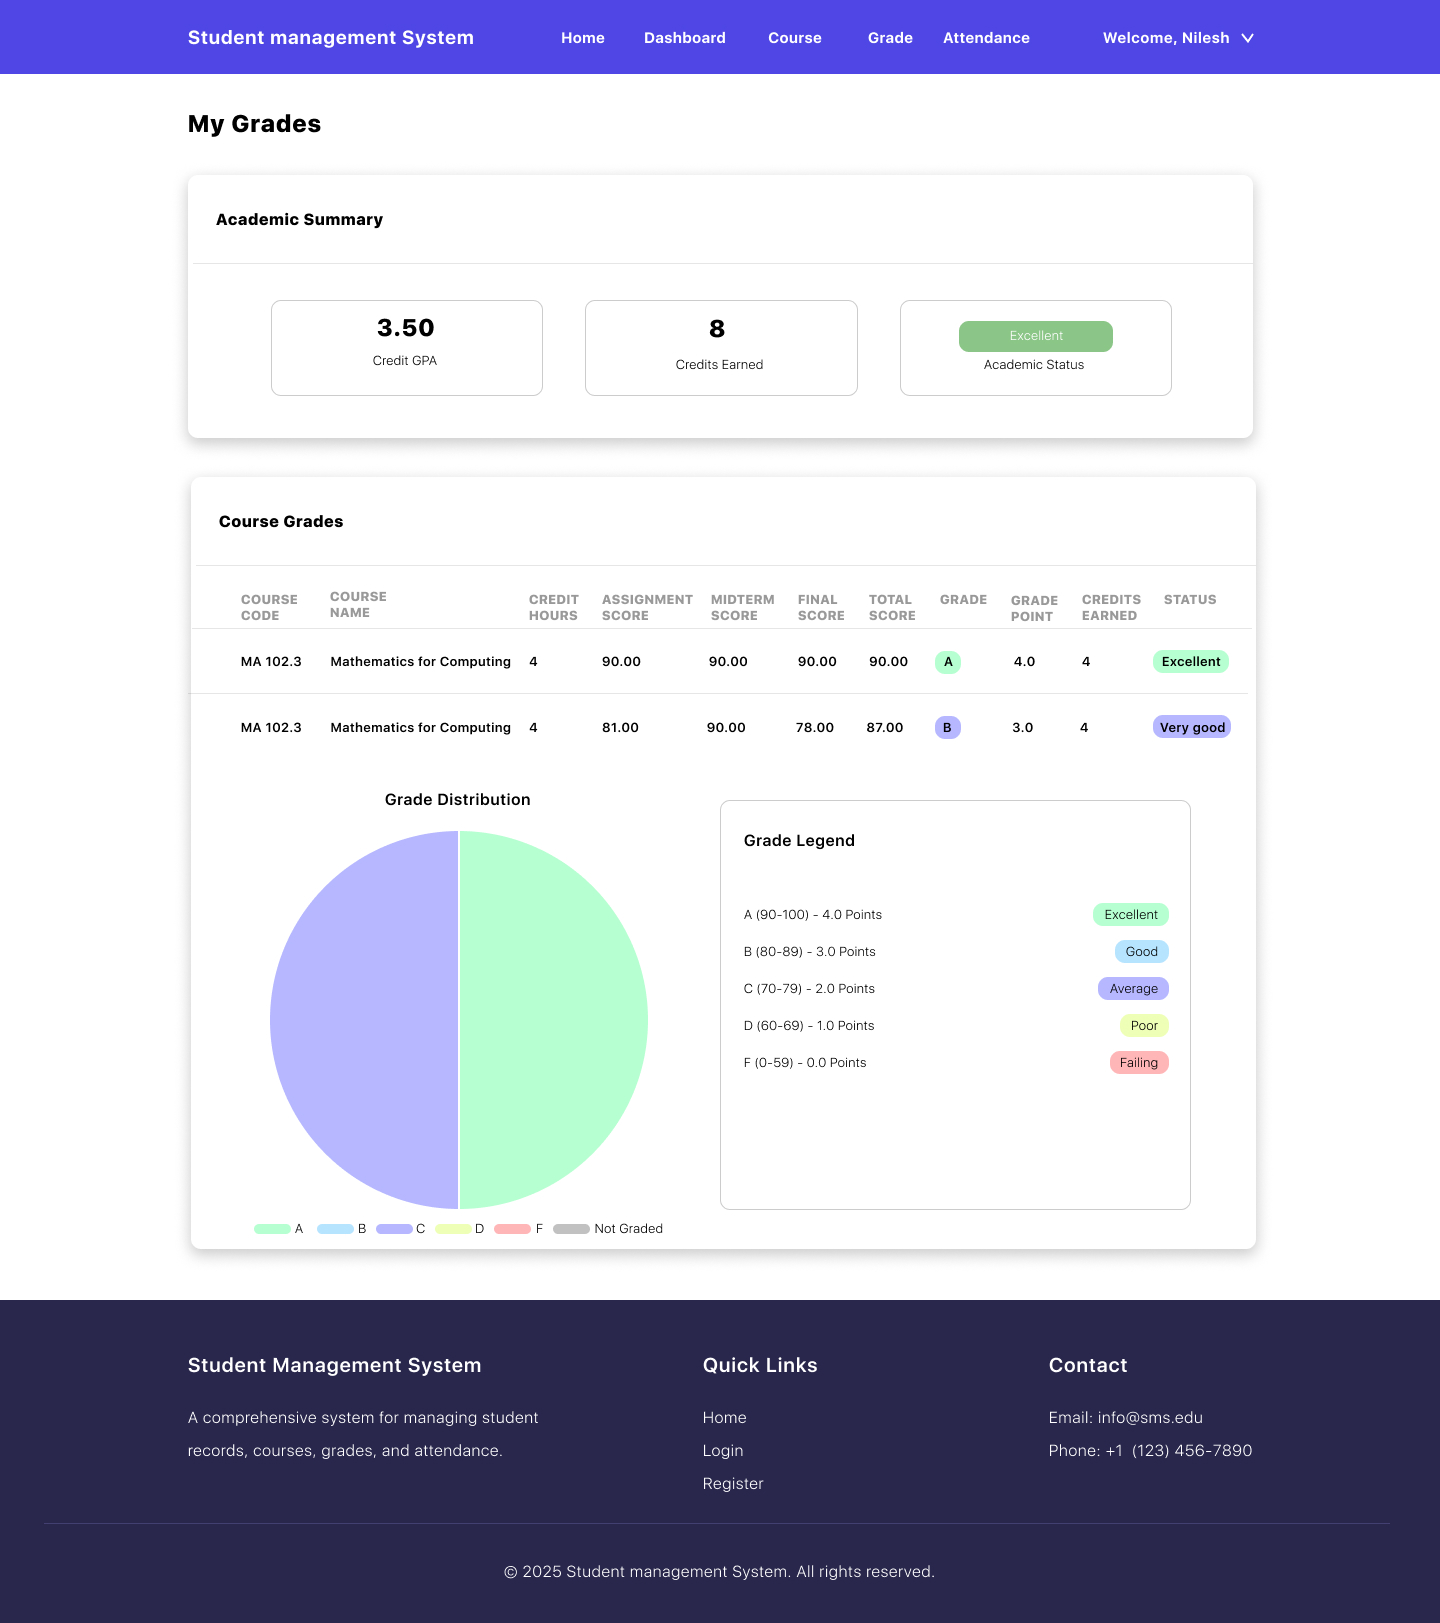 Student management System Home Dashboard Course Grade Attendance Welcome, Nilesh
My Grades
Academic Summary
3.50 8 Excellent
Credit GPA Credits Earned Academic Status
Course Grades
COURSE COURSE CREDIT ASSIGNMENT MIDTERM FINAL TOTAL GRADE GRADE CREDITS STATUS
CODE NAME HOURS SCORE SCORE SCORE SCORE POINT EARNED
MA 102.3 Mathematics for Computing 4 90.00 90.00 90.00 90.00 A 4.0 4 Excellent
MA 102.3 Mathematics for Computing 4 81.00 90.00 78.00 87.00 B 3.0 4 Very good
Grade Distribution
A B C D F Not Graded
Grade Legend
A (90-100) - 4.0 Points Excellent
B (80-89) - 3.0 Points Good
C (70-79) - 2.0 Points Average
D (60-69) - 1.0 Points Poor
F (0-59) - 0.0 Points Failing
Student Management System
A comprehensive system for managing student
records, courses, grades, and attendance.
Quick Links
Home
Login
Register
Contact
Email: info@sms.edu
Phone: +1 (123) 456-7890
© 2025 Student management System. All rights reserved.